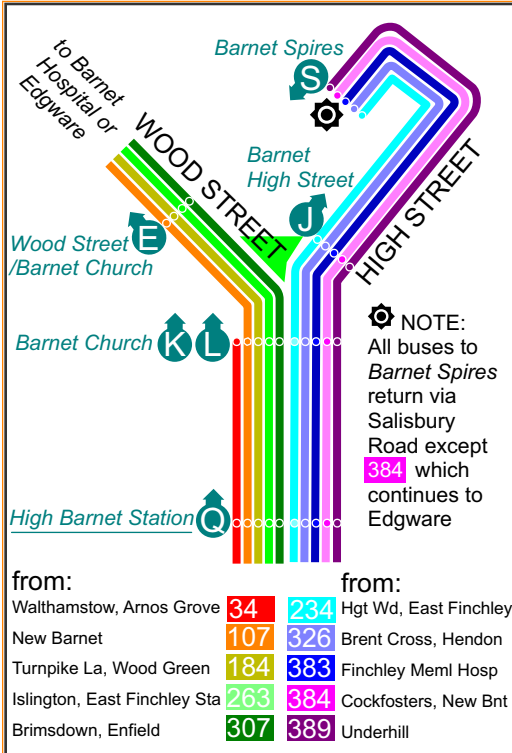 Barnet Spires
S
to Barnet
Hospital or
Edgware
WOOD STREET
Barnet
High Street
J
HIGH STREET
Wood Street
/Barnet Church
E
Barnet Church
K L
NOTE:
All buses to
Barnet Spires
return via
Salisbury
Road except
384 which
continues to
Edgware
High Barnet Station
Q
from:
Walthamstow, Arnos Grove 34
New Barnet 107
Turnpike La, Wood Green 184
Islington, East Finchley Sta 263
Brimsdown, Enfield 307
from:
234 Hgt Wd, East Finchley
326 Brent Cross, Hendon
383 Finchley Meml Hosp
384 Cockfosters, New Bnt
389 Underhill